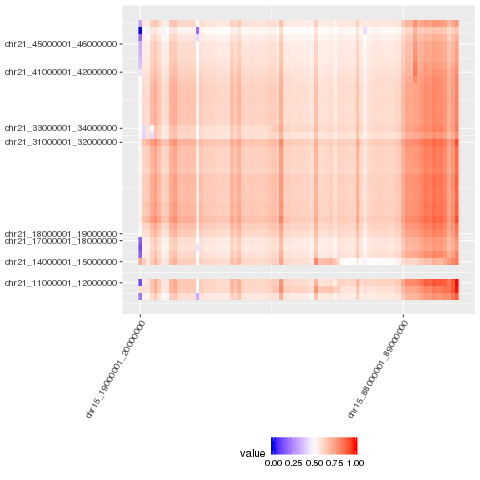 chr21_45000001_46000000
chr21_41000001_42000000
chr21_33000001_34000000
chr21_31000001_32000000
chr21_18000001_19000000
chr21_17000001_18000000
chr21_14000001_15000000
chr21_11000001_12000000
chr15_19000001_20000000
chr15_88000001_89000000
value
0.00 0.25 0.50 0.75 1.00